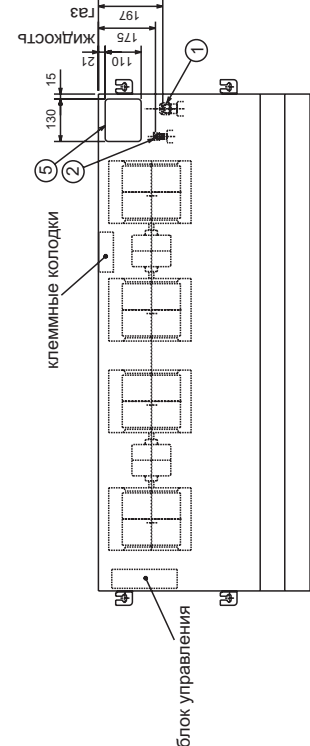 газ
197
жидкость
175
110
21
15
130
5
2
1
клеммные колодки
блок управления